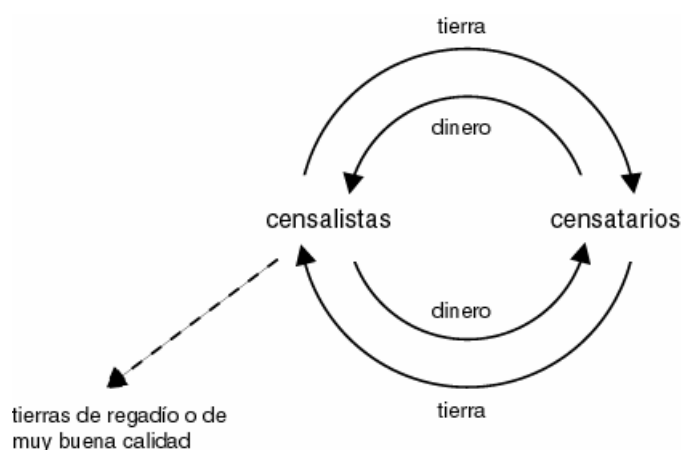 tierra
dinero
censalistas
censatarios
dinero
tierra
tierras de regadío o de
muy buena calidad